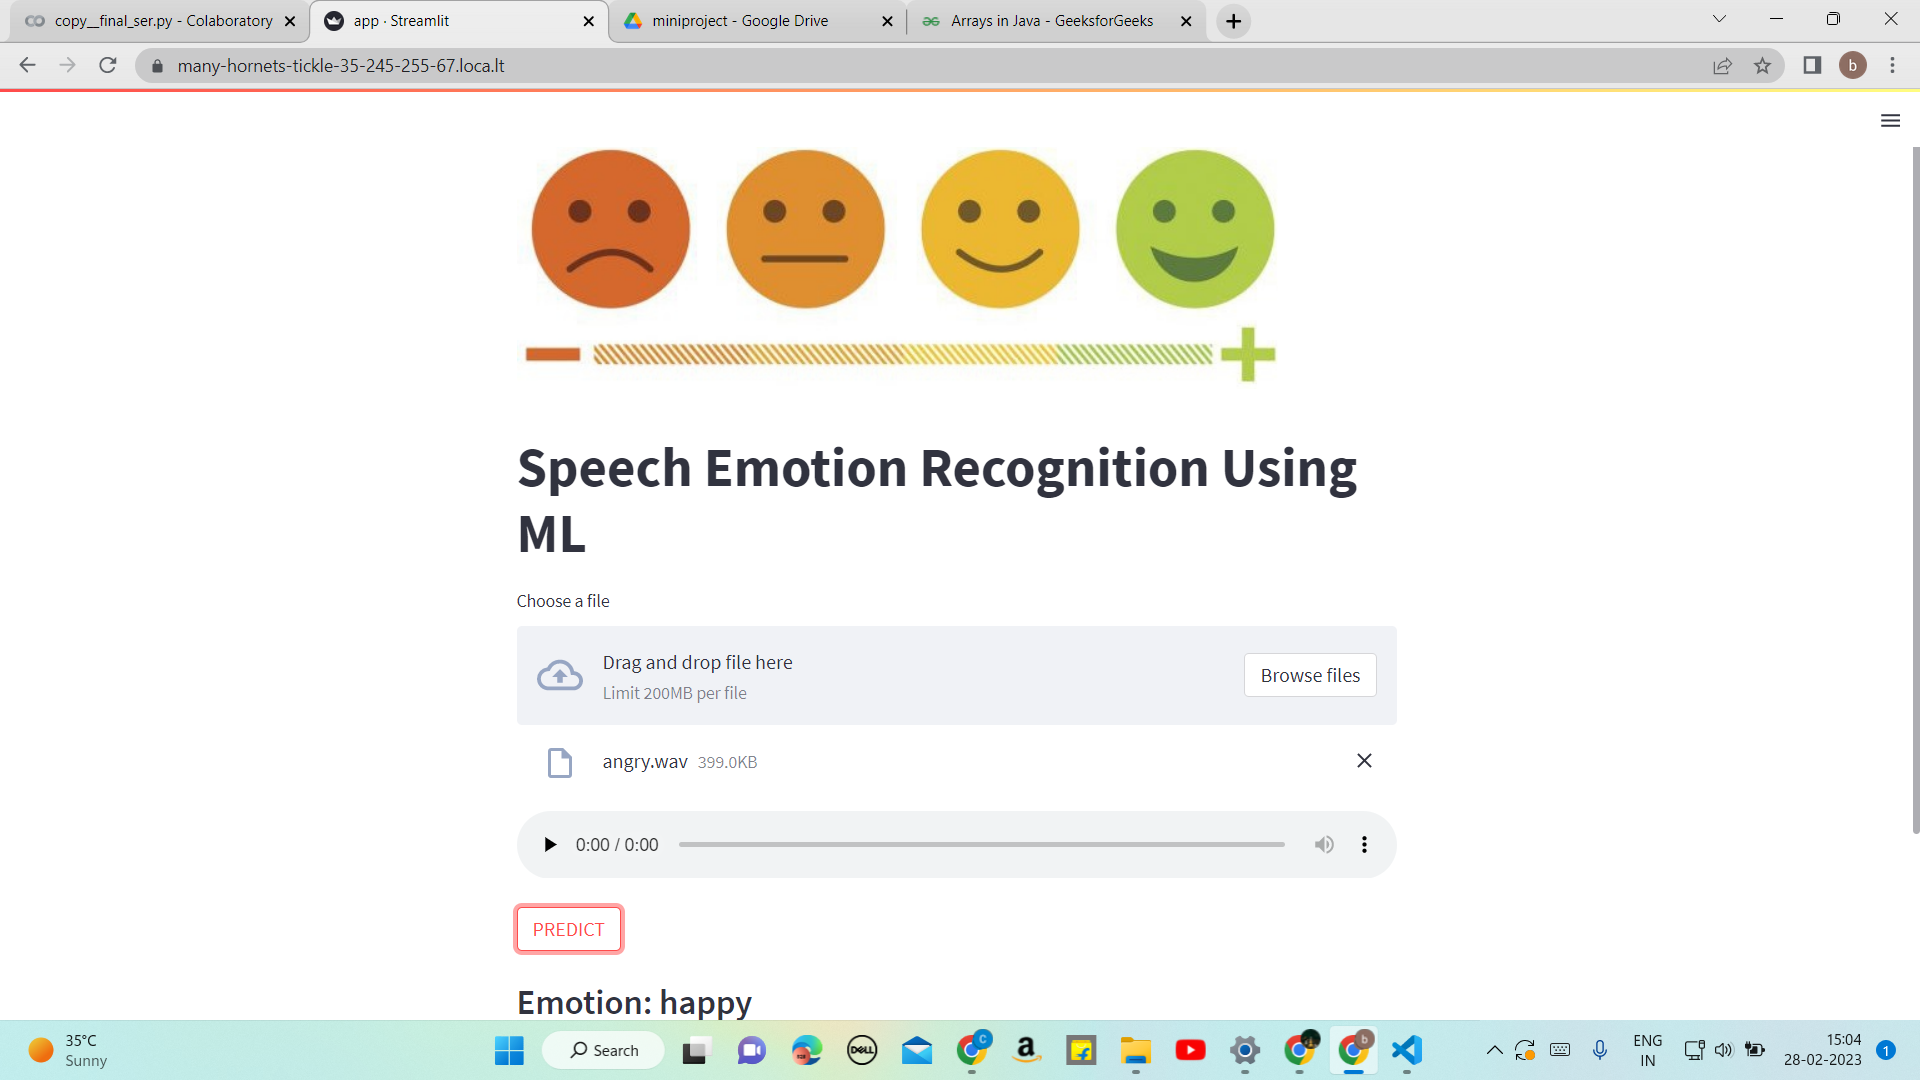 copy__final_ser.py - Colaboratory
app · Streamlit
miniproject - Google Drive
Arrays in Java - GeeksforGeeks
many-hornets-tickle-35-245-255-67.loca.lt
b
Speech Emotion Recognition Using
ML
Choose a file
Drag and drop file here
Limit 200MB per file
Browse files
angry.wav 399.0KB
0:00 / 0:00
PREDICT
Emotion: happy
35°C
Sunny
Search
DELL
C
a
b
ENG
IN
15:04
28-02-2023
1